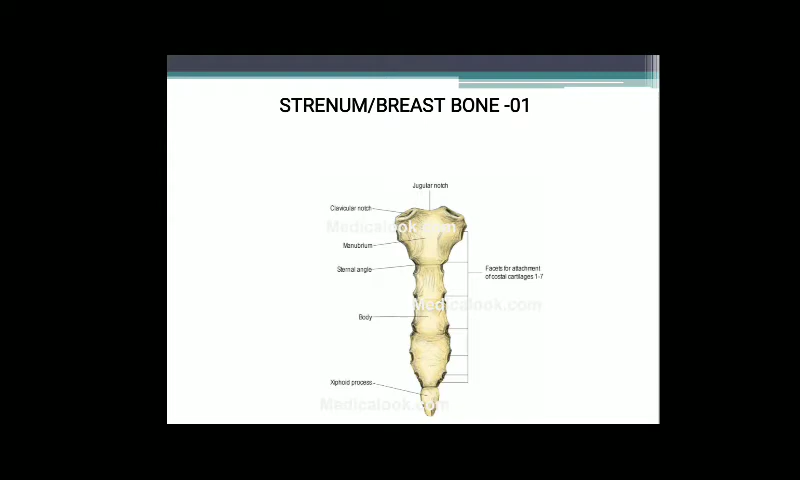 STRENUM/BREAST BONE -01
Jugular notch
Clavicular notch
Medicalook.com
Manubrium
Sternal angle
Facets for attachment
of costal cartilages 1-7
Medicalook.com
Body
Xiphoid process
Medicalook.com